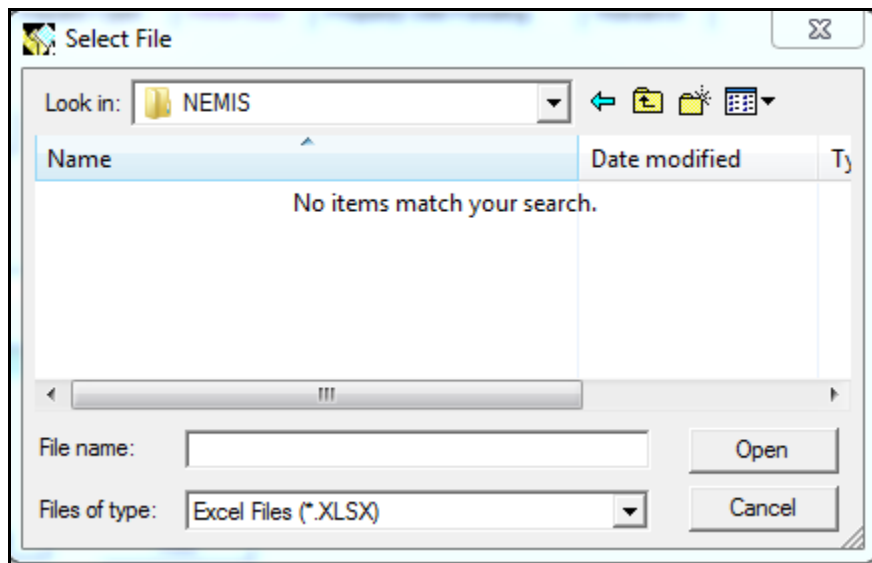 Select File
Look in: NEMIS
Name Date modified Ty
No items match your search.
File name: Open
Files of type: Excel Files (*.XLSX) Cancel